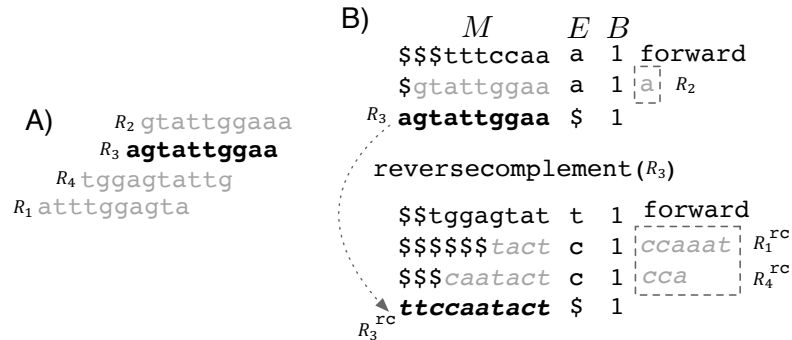 A)
R2 gtattggaaa
R3 agtattggaa
R4 tggagtattg
R1 atttggagta
B)
M E B
$$$tttccaa a 1 forward
$gtattggaa a 1 a R2
R3 agtattggaa $ 1
reversecomplement(R3)
$$tggagtat t 1 forward
$$$$$$tact c 1 ccaaat R1rc
$$$caatact c 1 cca R4rc
R3rc ttccaatact $ 1